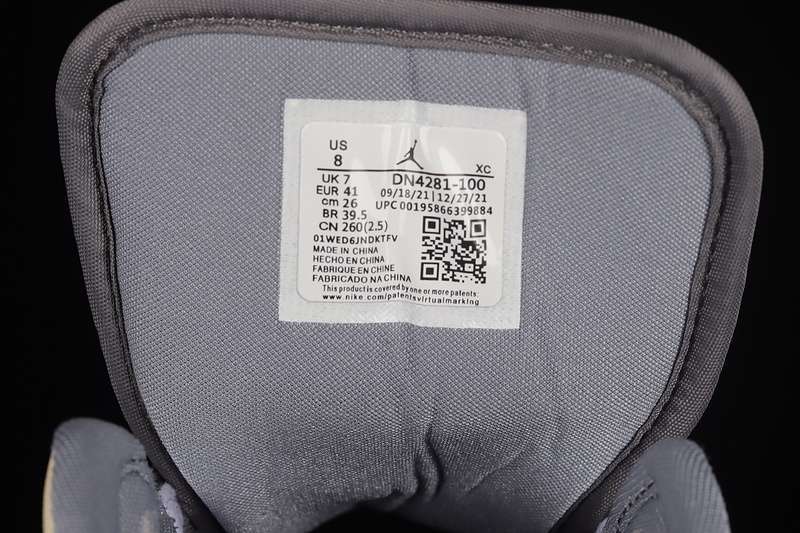 US
8
XC
UK 7
DN4281-100
EUR 41
09/18/21 | 12/27/21
cm 26
UPC 00195866399884
BR 39.5
CN 260(2.5)
01WED6JNDKTFV
MADE IN CHINA
HECHO EN CHINA
FABRIQUE EN CHINE
FABRICADO NA CHINA
This product is covered by one or more patents:
www.nike.com/patentsvirtualmarking